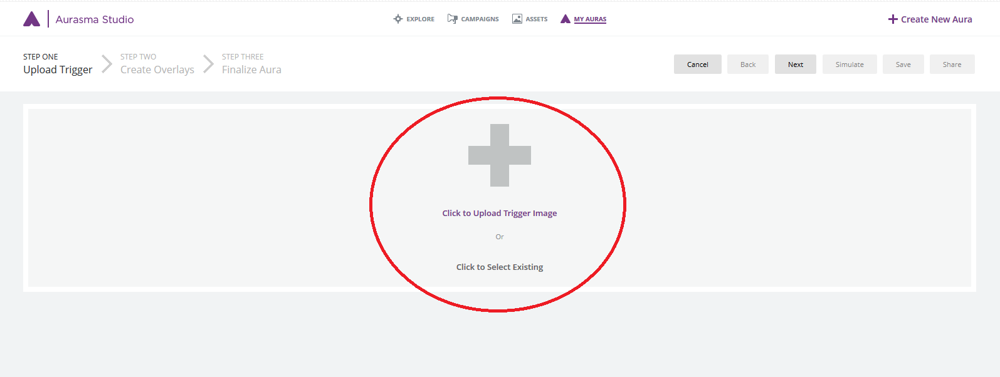 Aurasma Studio
EXPLORE
CAMPAIGNS
ASSETS
MY AURAS
Create New Aura
STEP ONE
Upload Trigger
STEP TWO
Create Overlays
STEP THREE
Finalize Aura
Cancel
Back
Next
Simulate
Save
Share
Click to Upload Trigger Image
Or
Click to Select Existing